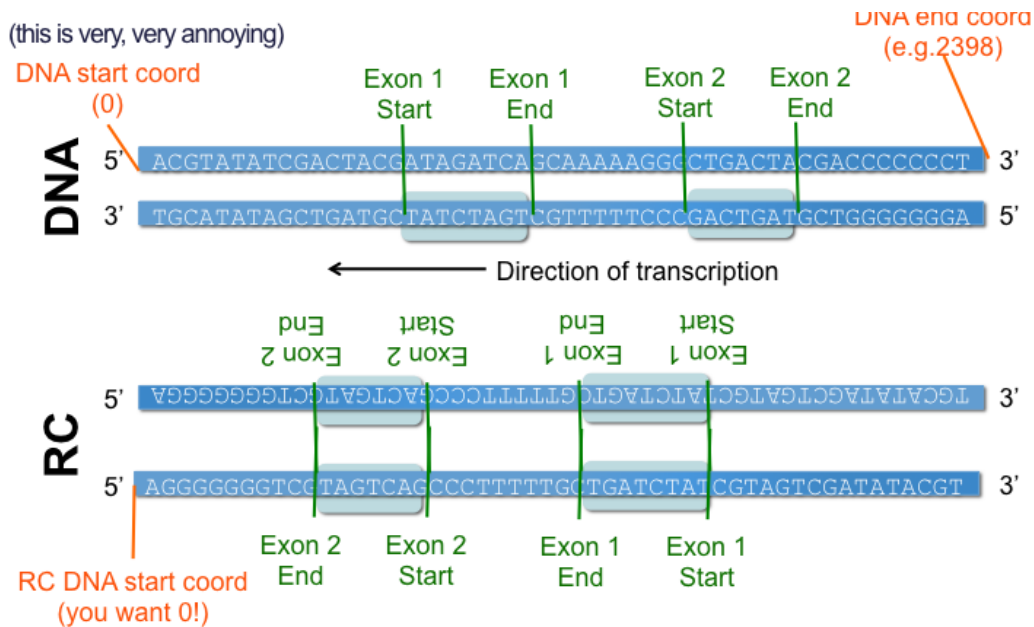 (this is very, very annoying)
DNA start coord
(0)
Exon 1
Start
Exon 1
End
Exon 2
Start
Exon 2
End
DNA end coord
(e.g.2398)
DNA
5' ACGTATATCGACTACGATAGATCAGCAAAAAGGGCTGACTACGACCCCCCCT 3'
3' TGCATATAGCTGATGCTATCTAGTCGTTTTTCCCGACTGATGCTGGGGGGGA 5'
Direction of transcription
Exon 2
End
Exon 2
Start
Exon 1
End
Exon 1
Start
RC
5' AGGGGGGGTCGTAGTCAGCCCTTTTTGCTGATCTATCGTAGTCGATATACGT 3'
5' AGGGGGGGTCGTAGTCAGCCCTTTTTGCTGATCTATCGTAGTCGATATACGT 3'
Exon 2
End
Exon 2
Start
Exon 1
End
Exon 1
Start
RC DNA start coord
(you want 0!)